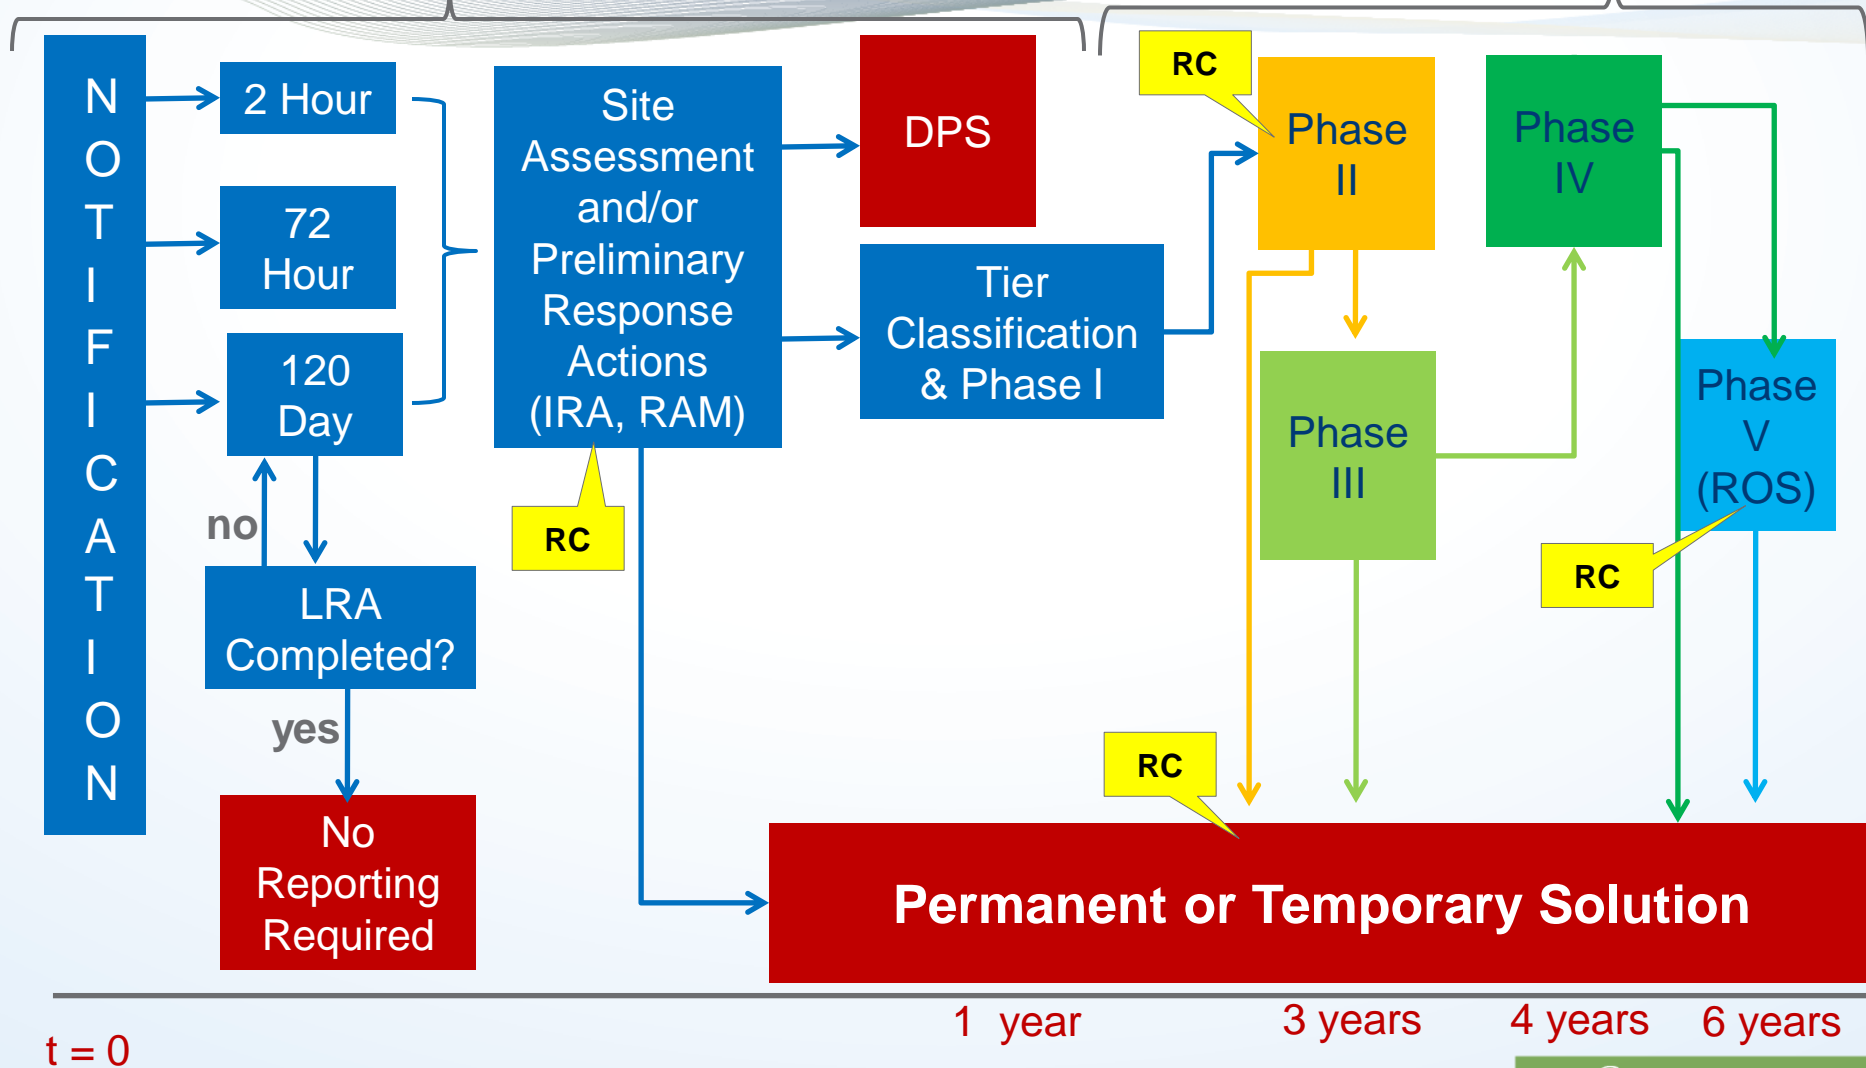 N
O
T
I
F
I
C
A
T
I
O
N
2 Hour
72
Hour
120
Day
no
LRA
Completed?
yes
No
Reporting
Required
Site
Assessment
and/or
Preliminary
Response
Actions
(IRA, RAM)
RC
DPS
Tier
Classification
& Phase I
RC
Phase
II
Phase
III
Phase
IV
Phase
V
(ROS)
RC
RC
Permanent or Temporary Solution
t = 0
1 year
3 years
4 years
6 years